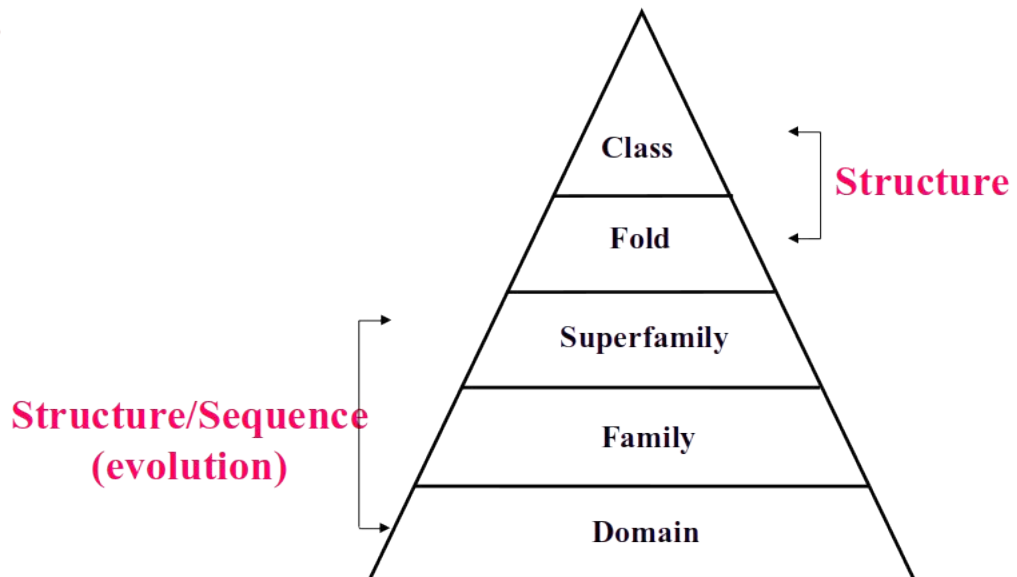 Class
Structure
Fold
Superfamily
Structure/Sequence
(evolution)
Family
Domain